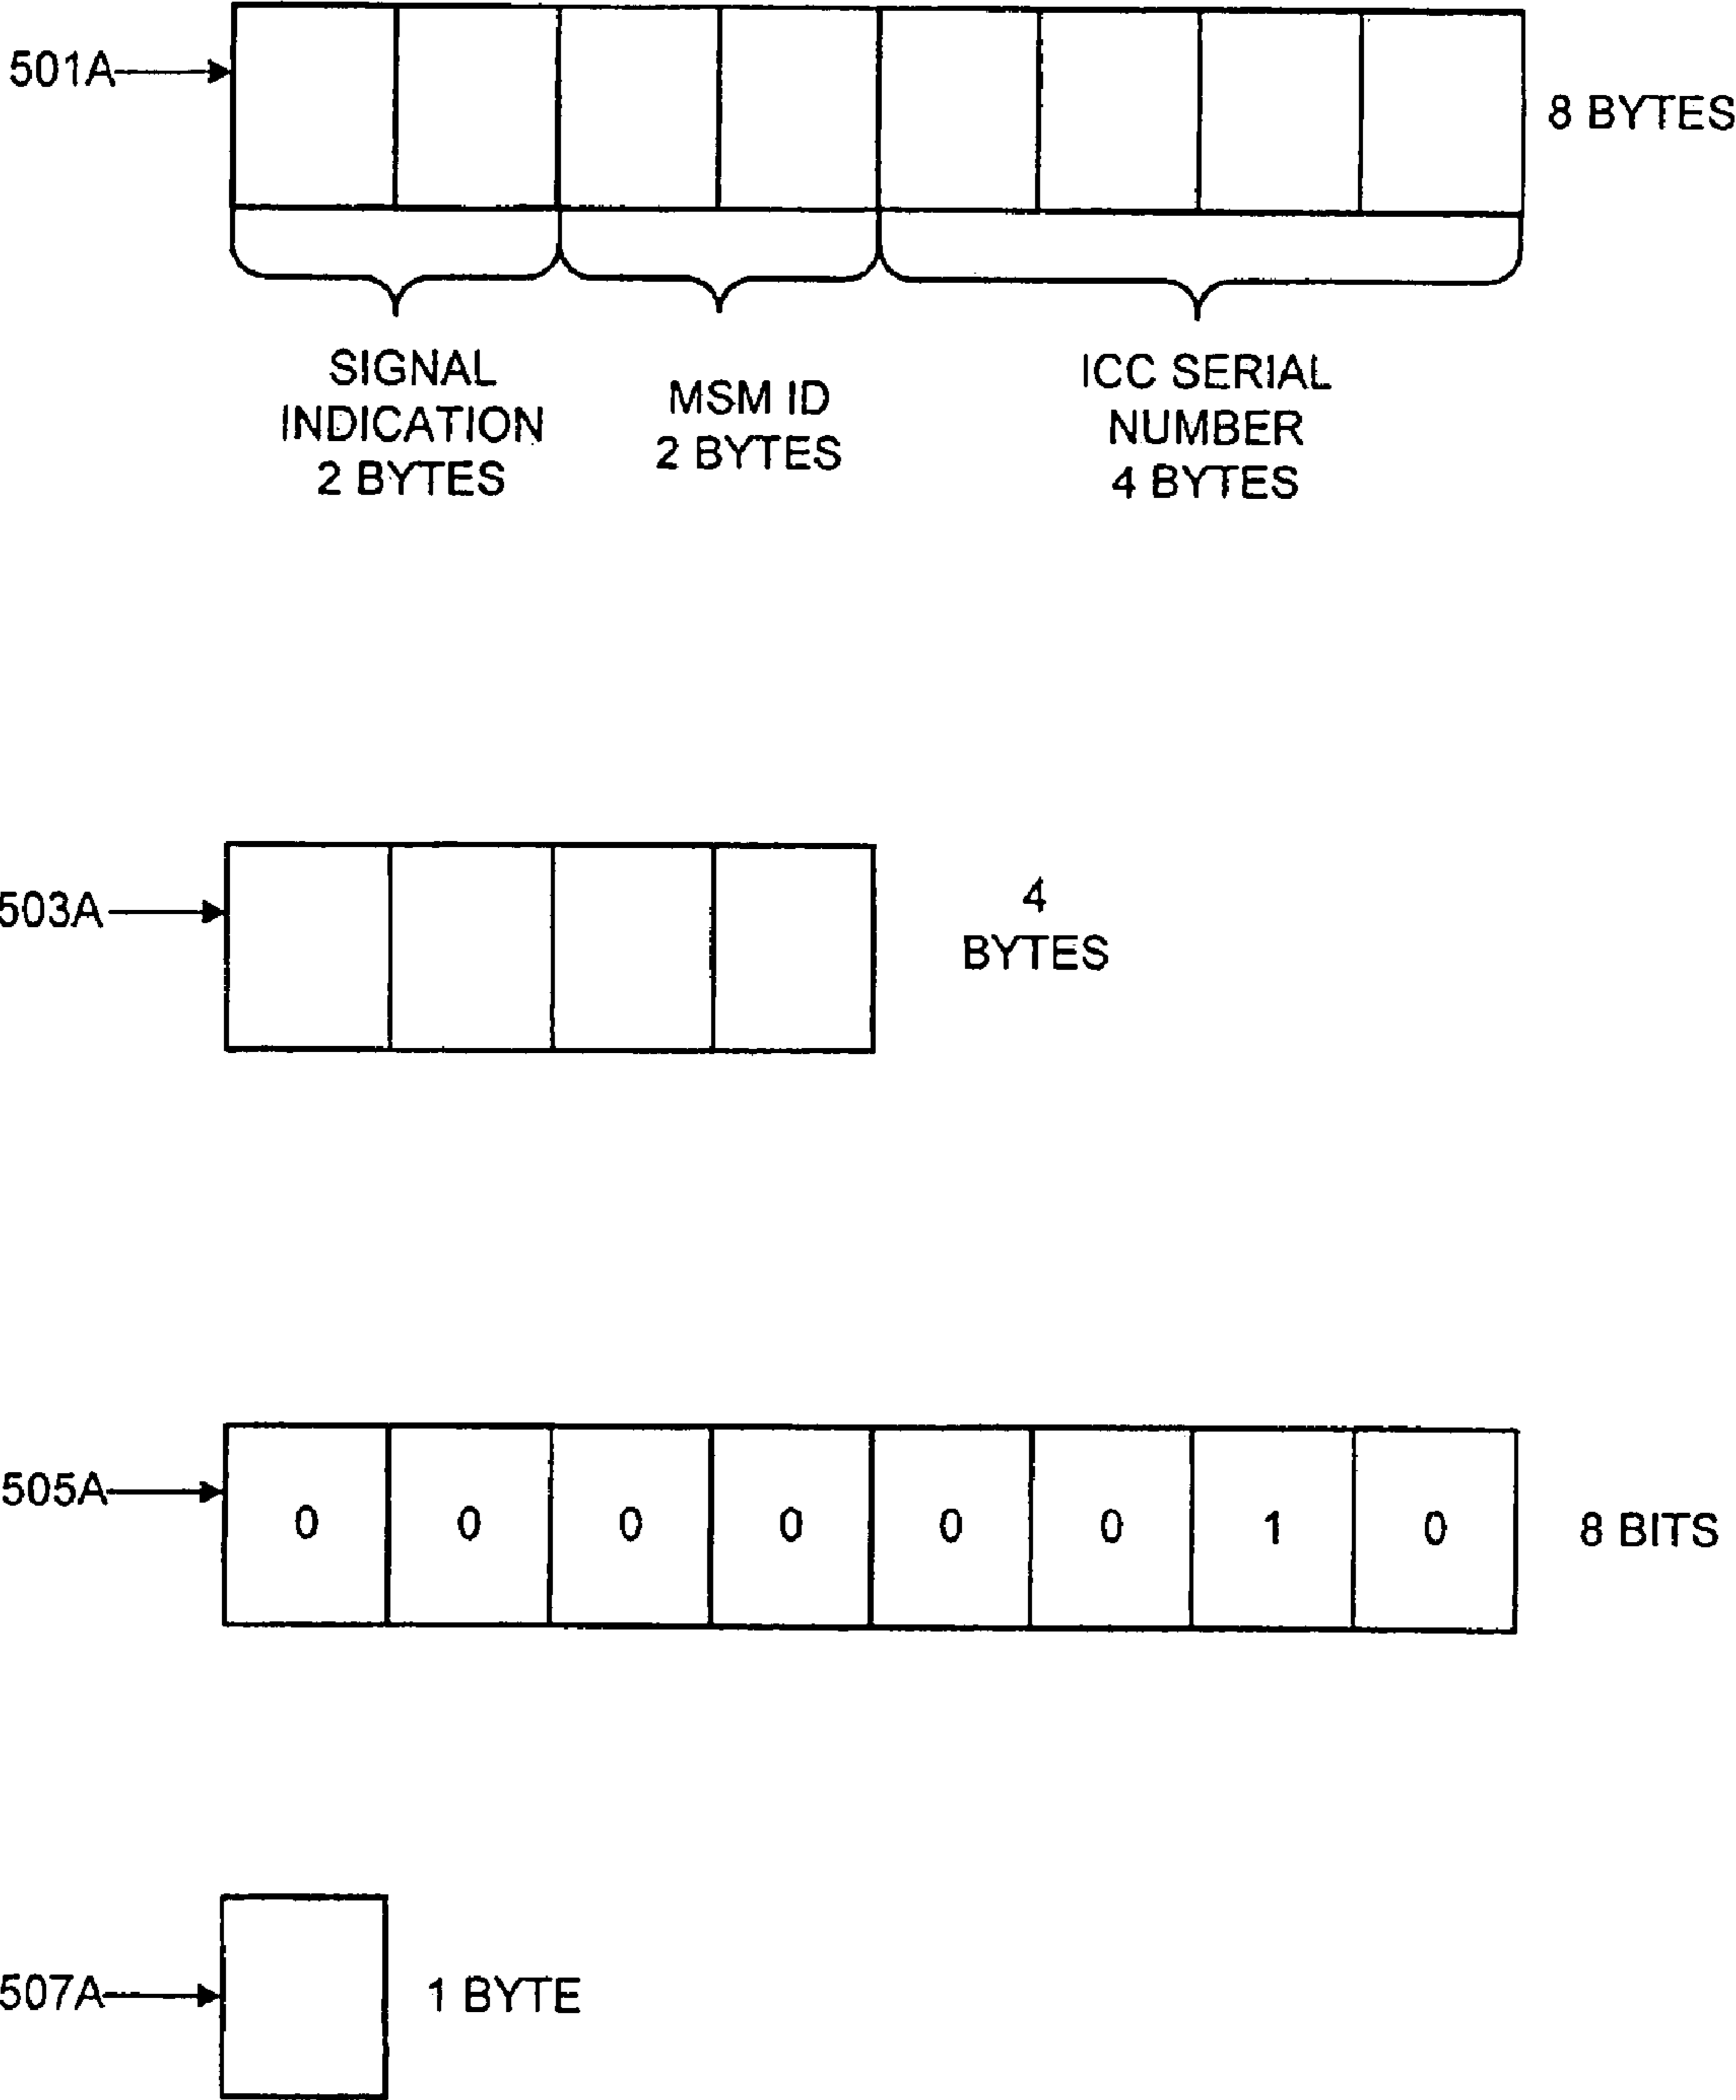 501A
8 BYTES
SIGNAL
INDICATION
2 BYTES
MSM ID
2 BYTES
ICC SERIAL
NUMBER
4 BYTES
503A
4
BYTES
505A
0 0 0 0 0 0 1 0
8 BITS
507A
1 BYTE